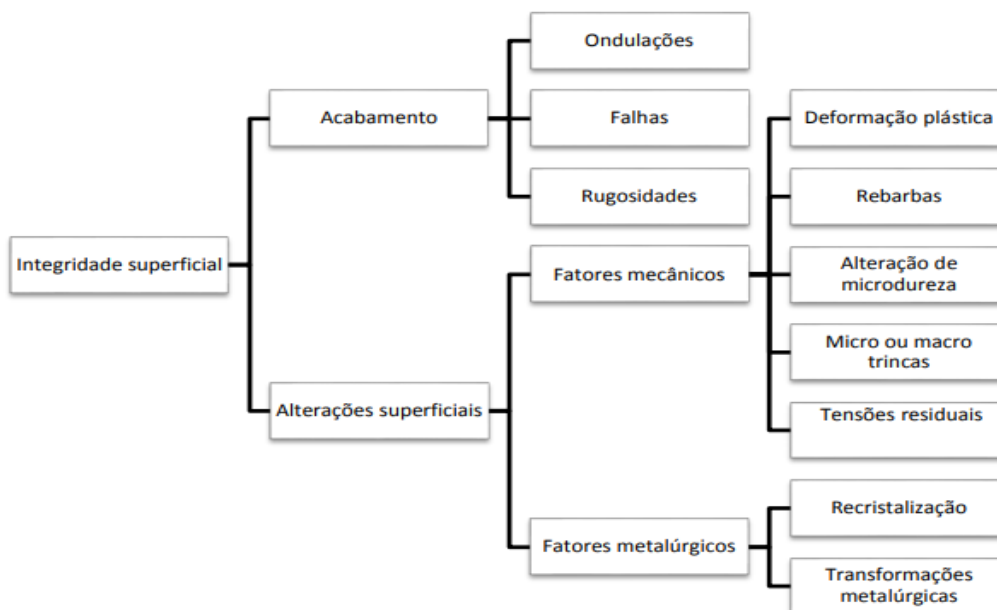 Ondulações
Acabamento
Falhas
Deformação plástica
Rugosidades
Rebarbas
Integridade superficial
Fatores mecânicos
Alteração de
microdureza
Micro ou macro
trincas
Alterações superficiais
Tensões residuais
Recristalização
Fatores metalúrgicos
Transformações
metalúrgicas